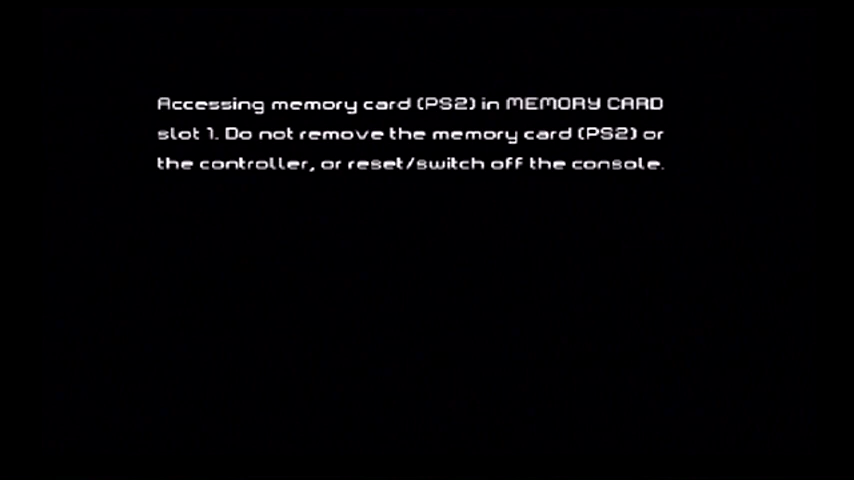 Accessing memory card (PS2) in MEMORY CARD
slot 1. Do not remove the memory card (PS2) or
the controller, or reset/switch off the console.